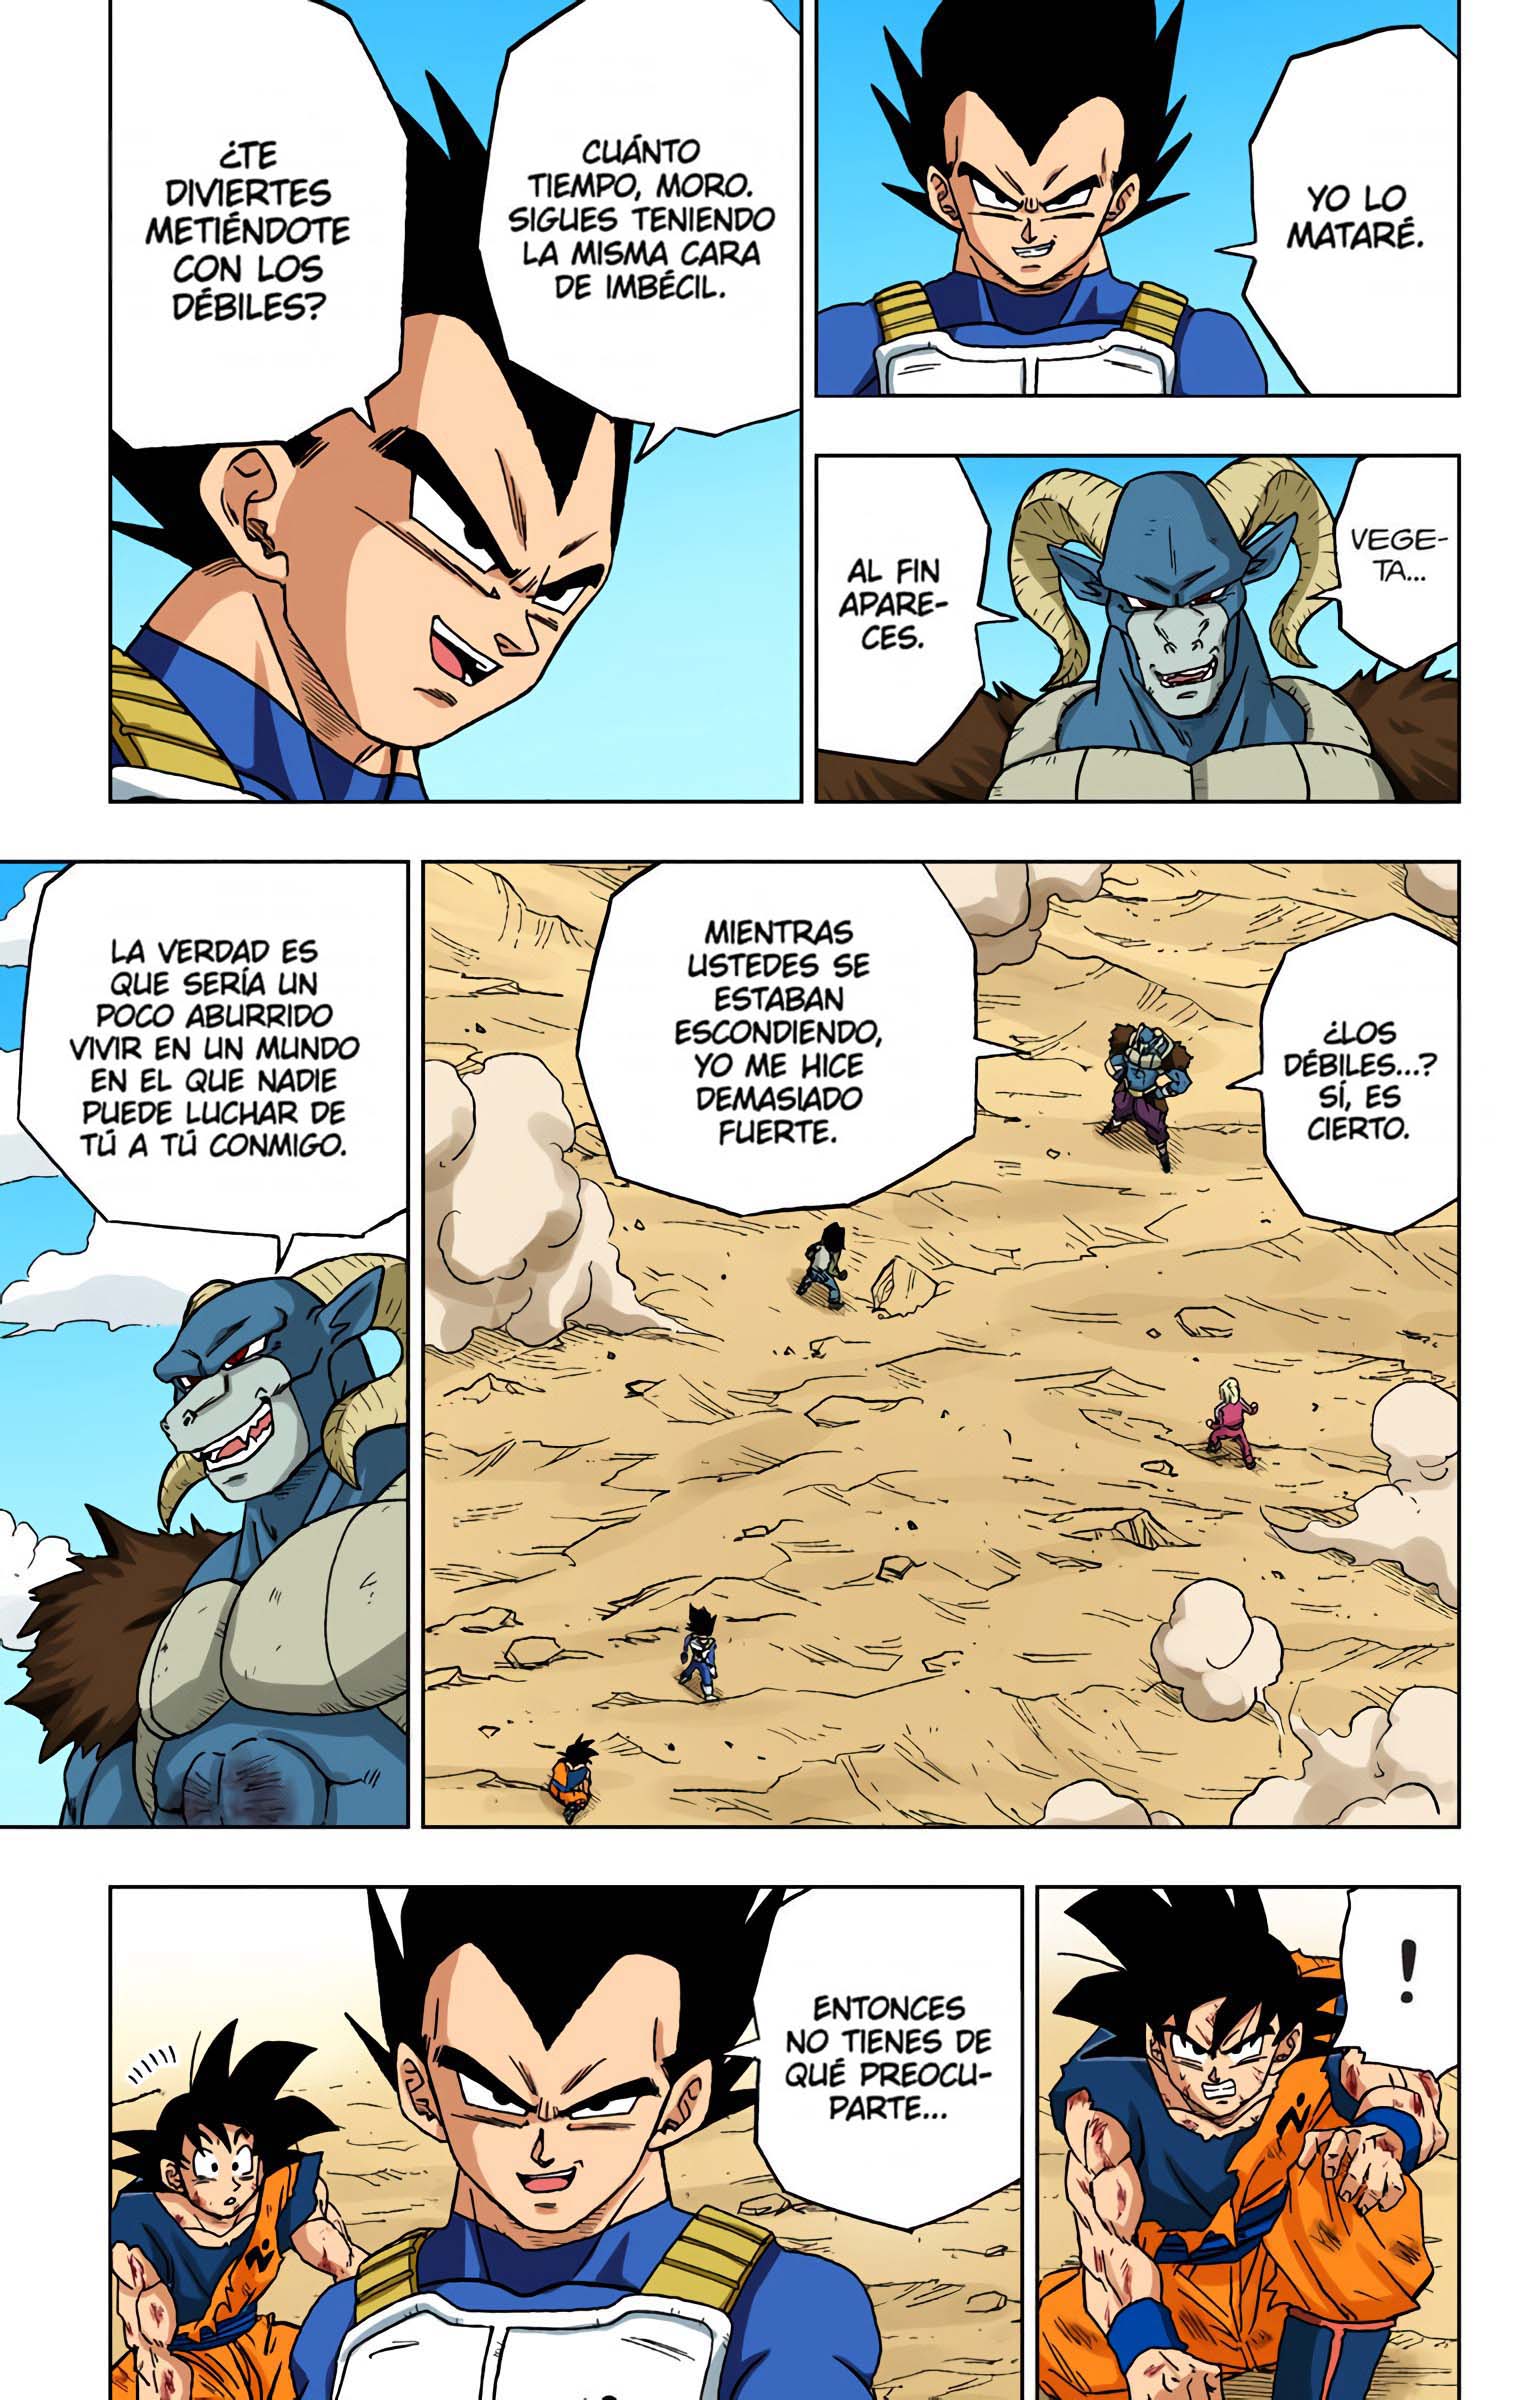 YO LO
MATARÉ.
VEGE-
TA...
AL FIN
APARE-
CES.
CUÁNTO
TIEMPO, MORO.
SIGUES TENIENDO
LA MISMA CARA
DE IMBÉCIL.
¿TE
DIVIERTES
METIÉNDOTE
CON LOS
DÉBILES?
¿LOS
DÉBILES...?
SÍ, ES
CIERTO.
MIENTRAS
USTEDES SE
ESTABAN
ESCONDIENDO,
YO ME HICE
DEMASIADO
FUERTE.
LA VERDAD ES
QUE SERÍA UN
POCO ABURRIDO
VIVIR EN UN MUNDO
EN EL QUE NADIE
PUEDE LUCHAR DE
TÚ A TÚ CONMIGO.
!
ENTONCES
NO TIENES DE
QUÉ PREOCU-
PARTE...